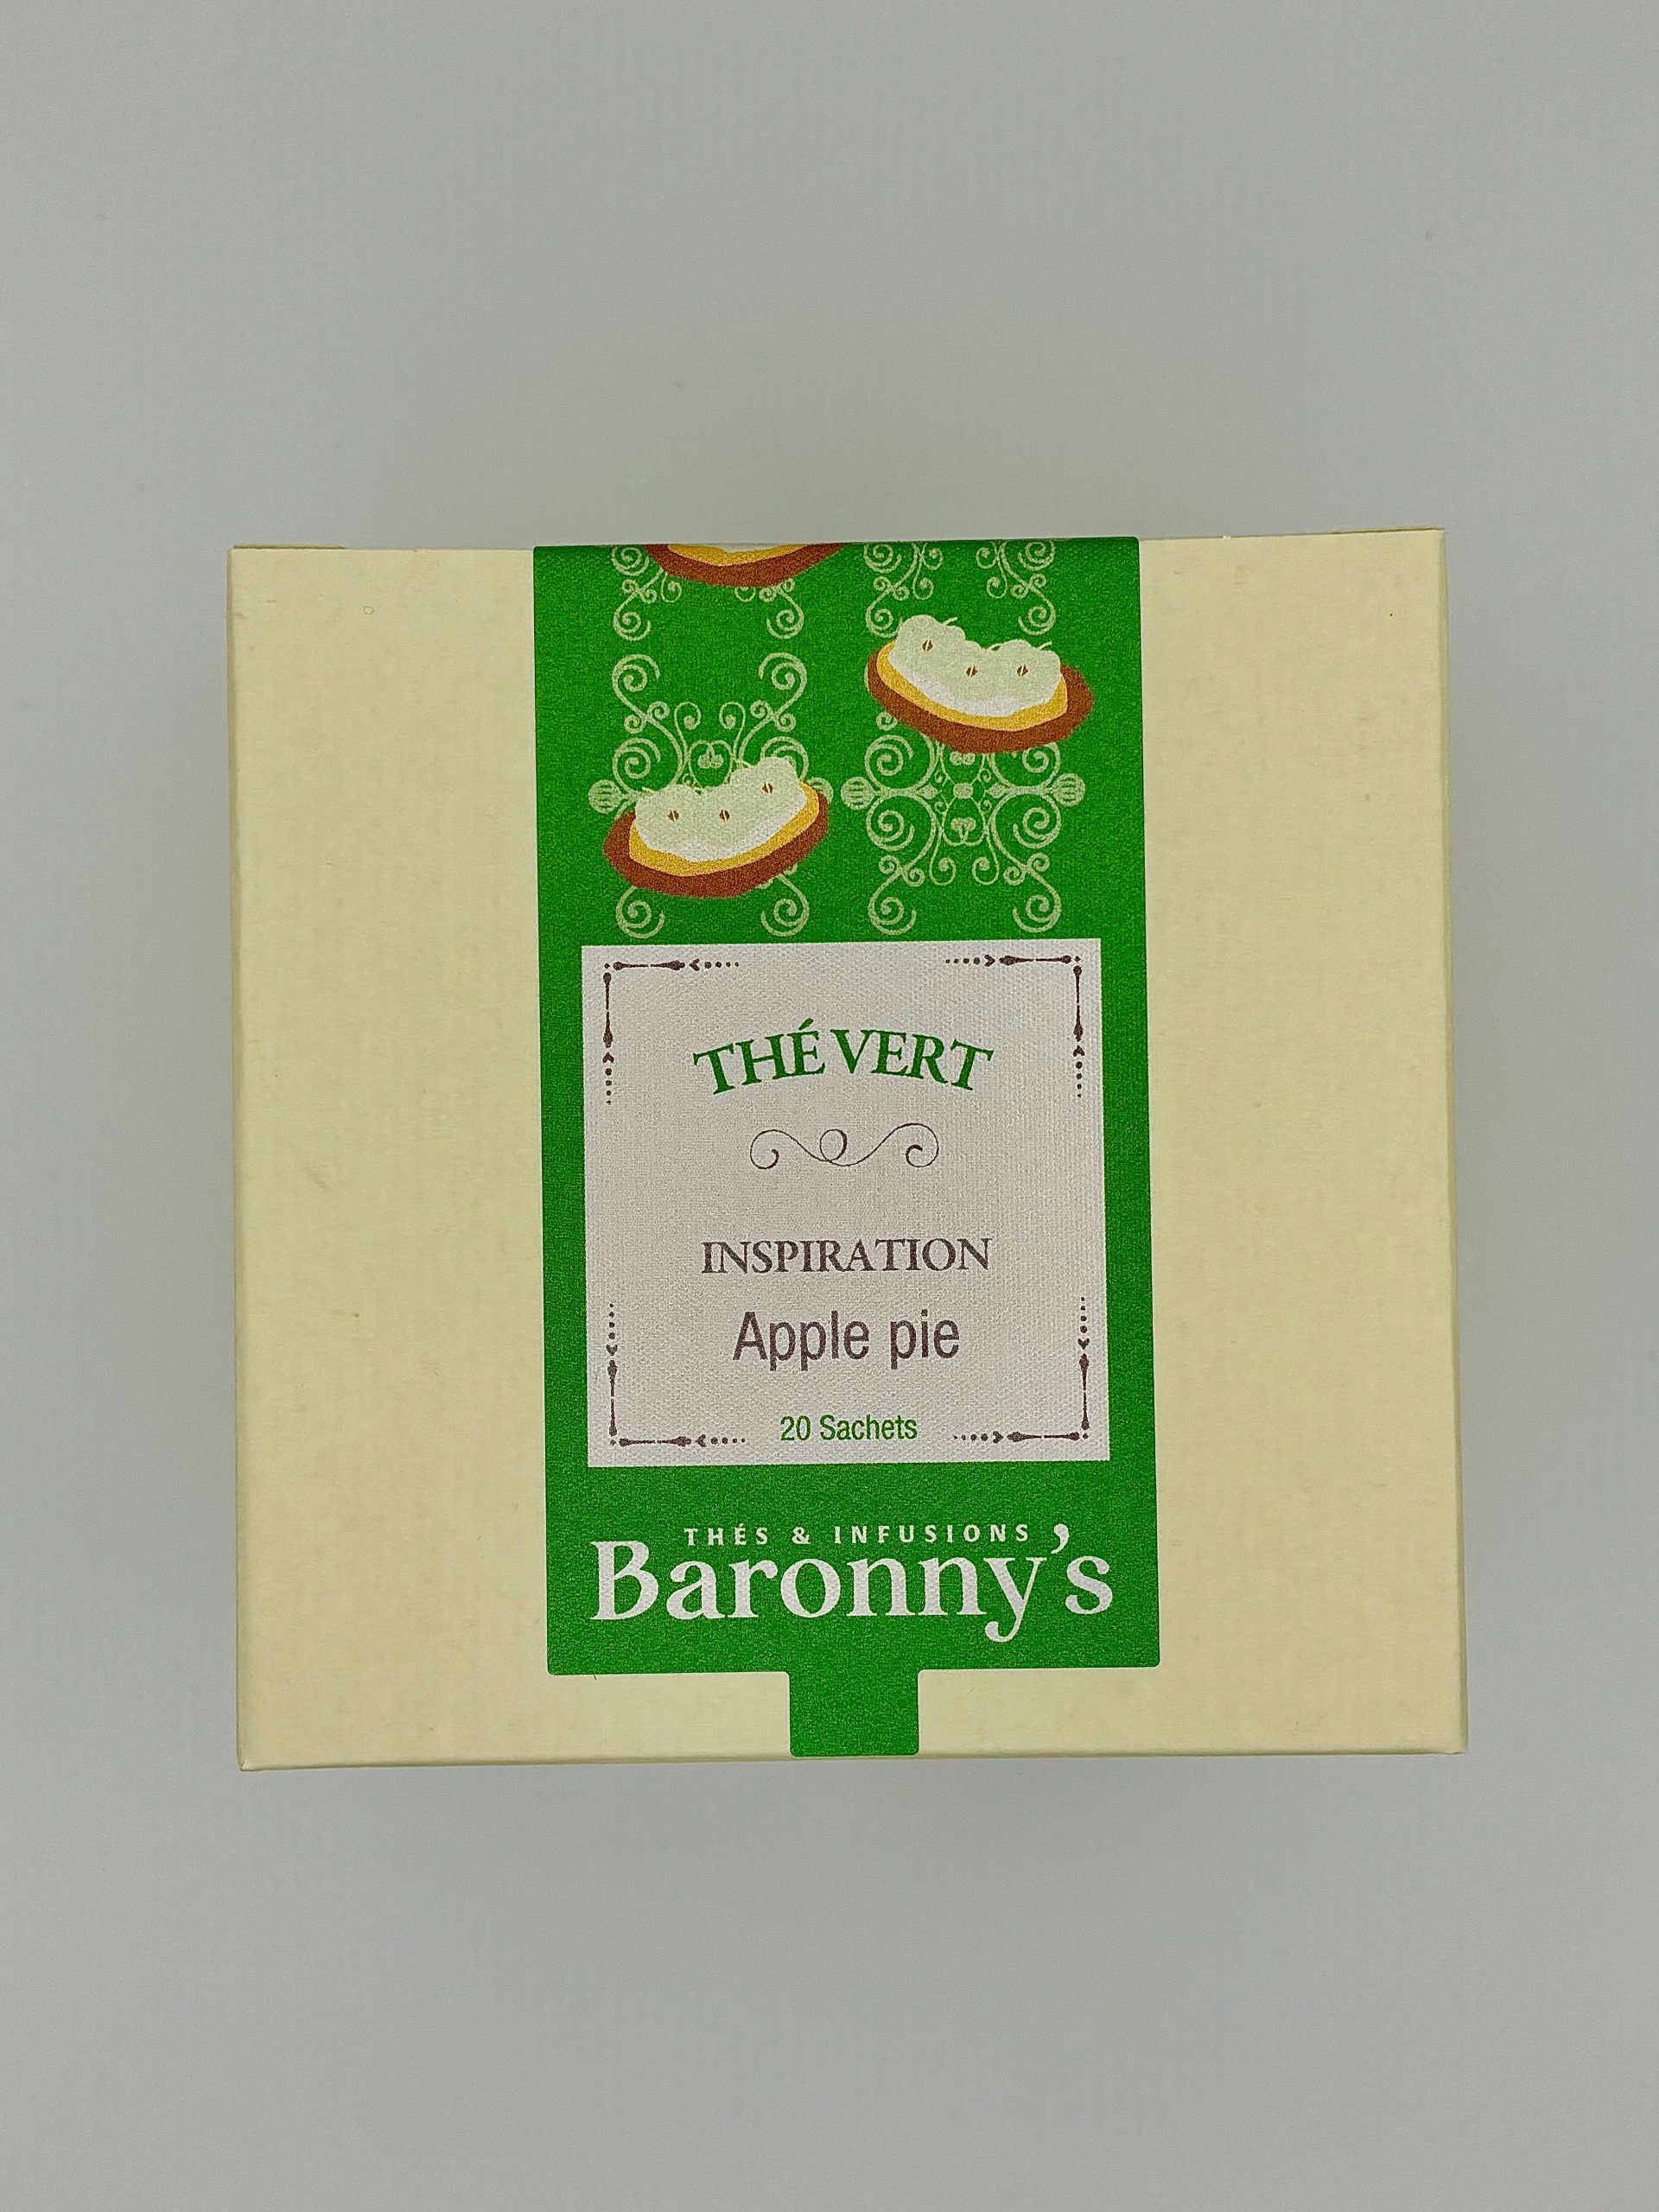 THÉ VERT
INSPIRATION
Apple pie
20 Sachets
THÉS & INFUSIONS
Baronny's